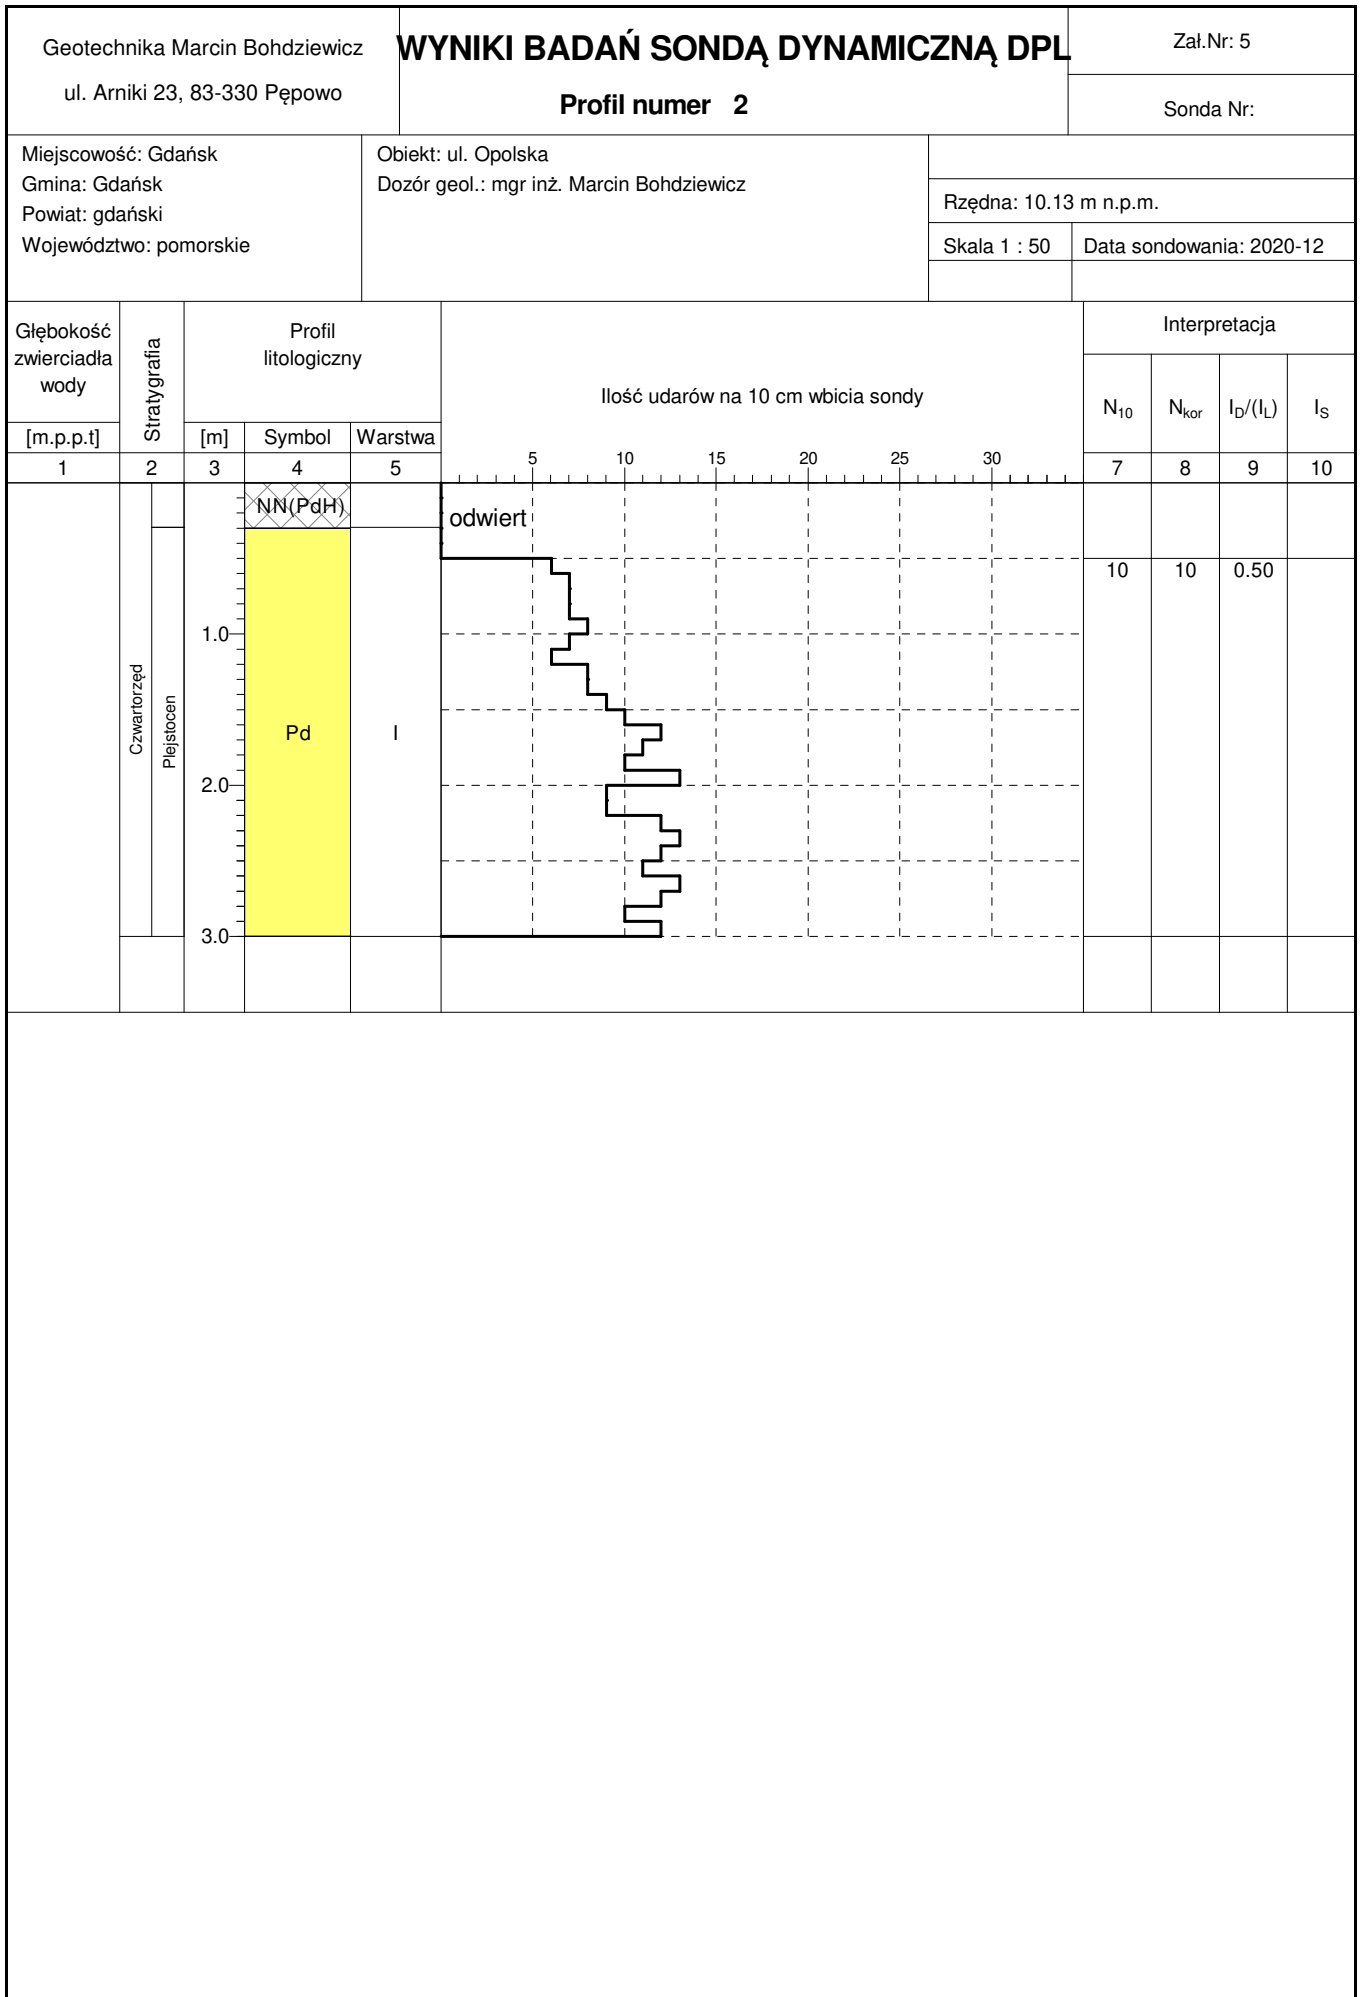 Geotechnika Marcin Bohdziewicz
ul. Arniki 23, 83-330 Pępowo
WYNIKI BADAŃ SONDĄ DYNAMICZNĄ DPL
Profil numer 2
Zał.Nr: 5
Sonda Nr:
Miejscowość: Gdańsk
Gmina: Gdańsk
Powiat: gdański
Województwo: pomorskie
Obiekt: ul. Opolska
Dozór geol.: mgr inż. Marcin Bohdziewicz
Rzędna: 10.13 m n.p.m.
Skala 1 : 50
Data sondowania: 2020-12
Głębokość
zwierciadła
wody
[m.p.p.t]
Stratygrafia
Profil
litologiczny
[m]
Symbol
Warstwa
Ilość udarów na 10 cm wbicia sondy
Interpretacja
N10
Nkor
ID/(IL)
IS
5 10 15 20 25 30
1 2 3 4 5 7 8 9 10
NN(PdH)
odwiert
10 10 0.50
1.0
Czwartorzęd
Plejstocen
Pd
I
2.0
3.0